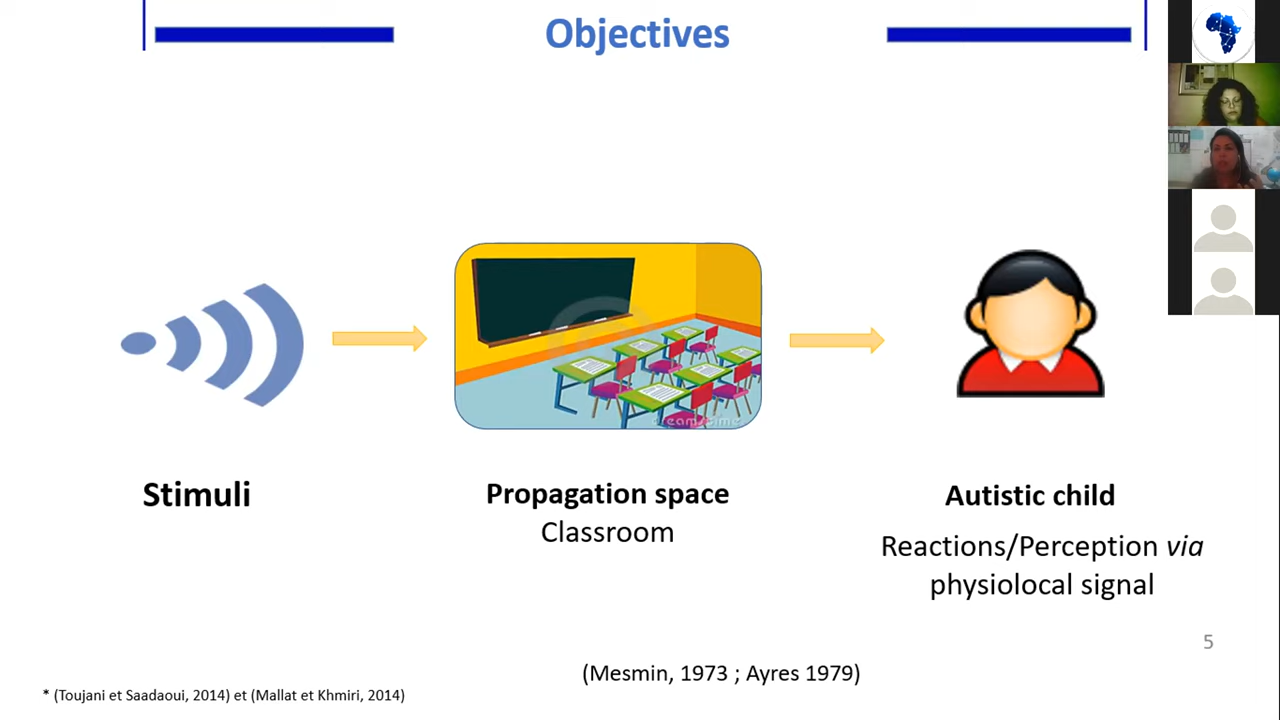 Objectives
dreamstime
Stimuli
Propagation space
Classroom
Autistic child
Reactions/Perception via
physiolocal signal
5
(Mesmin, 1973 ; Ayres 1979)
* (Toujani et Saadaoui, 2014) et (Mallat et Khmiri, 2014)